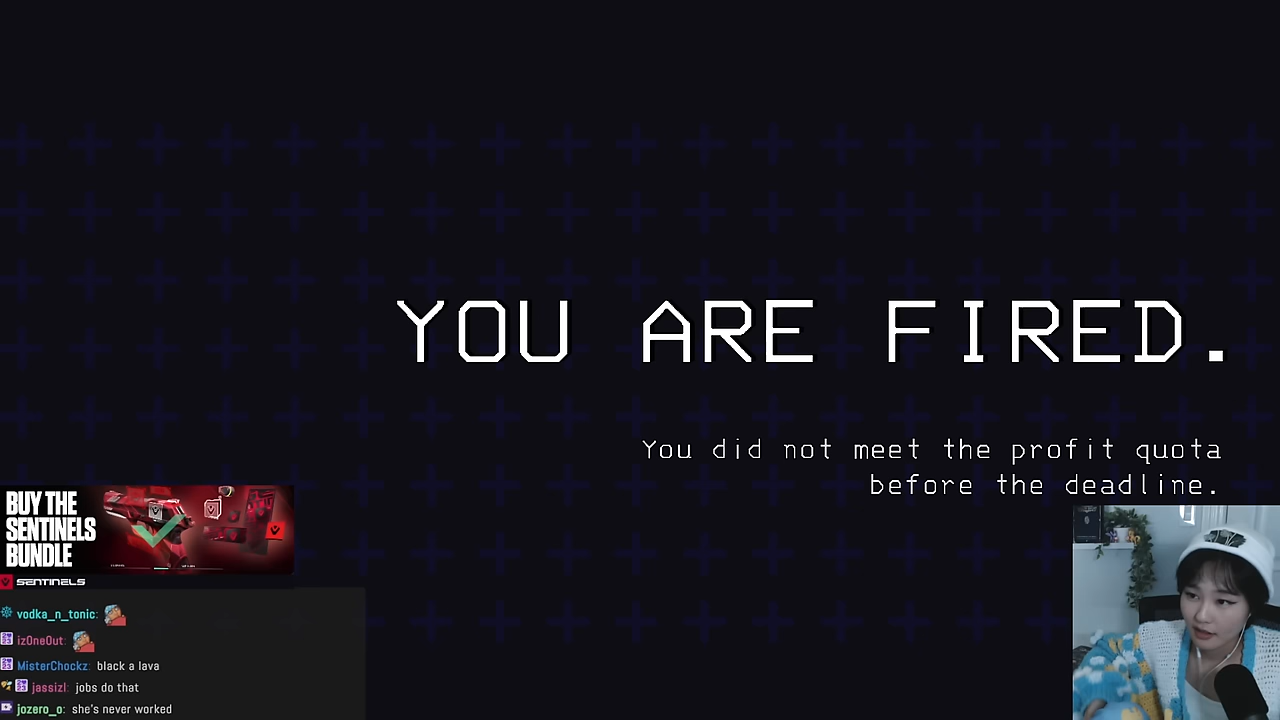 YOU ARE FIRED.
You did not meet the profit quota
before the deadline.
BUY THE
SENTINELS
BUNDLE
SENTINELS
vodka_n_tonic:
izOneOut:
MisterChockz: black a lava
jassizl: jobs do that
jozero_o: she's never worked